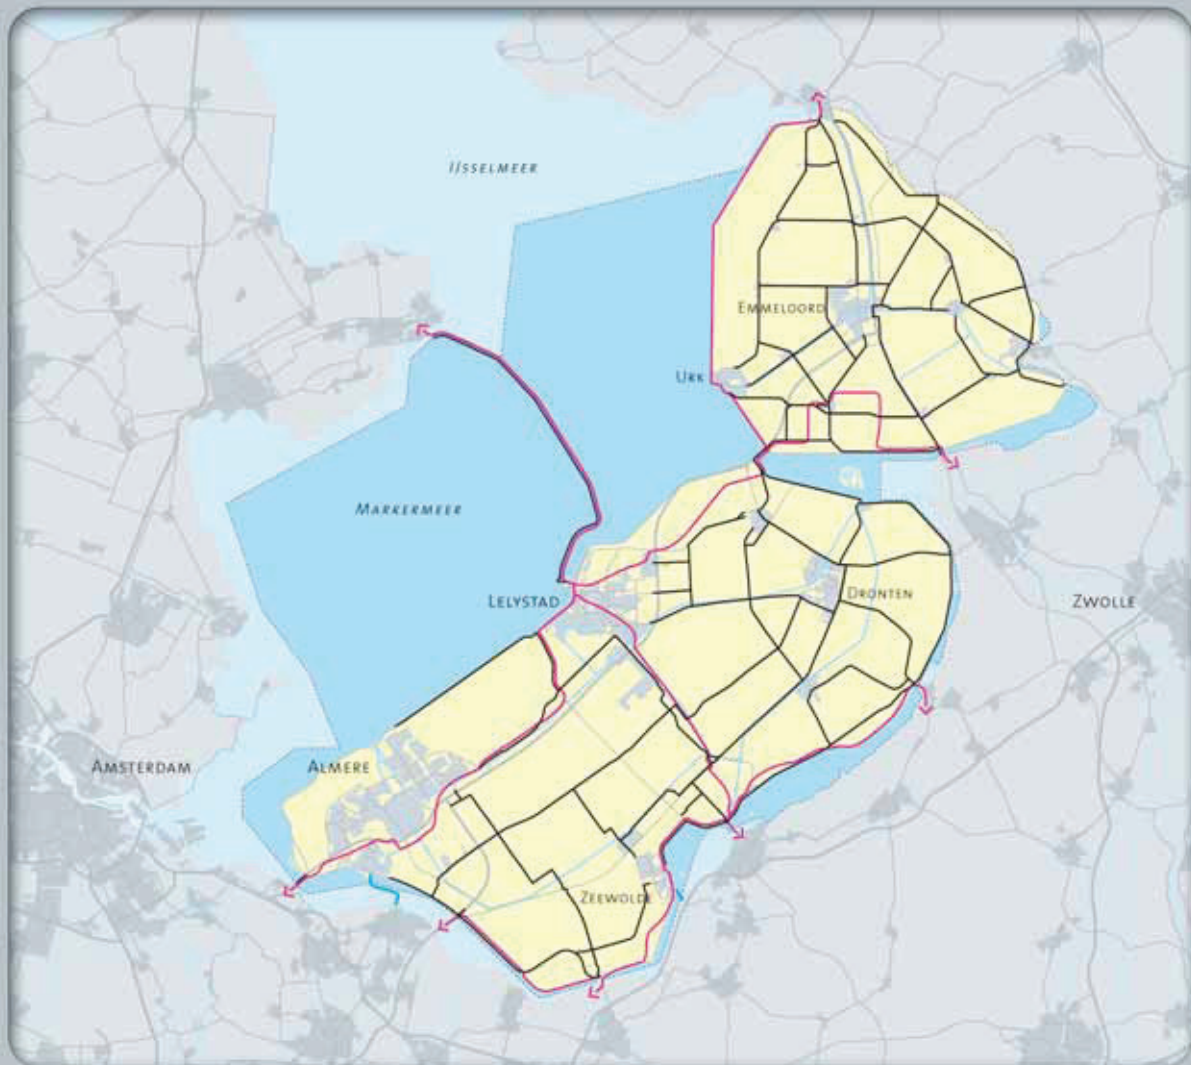 IJSSELMEER
EMMELOORD
URK
MARKERMEER
LELYSTAD
DRONTEN
ZWOLLE
AMSTERDAM
ALMERE
ZEEWOLDE